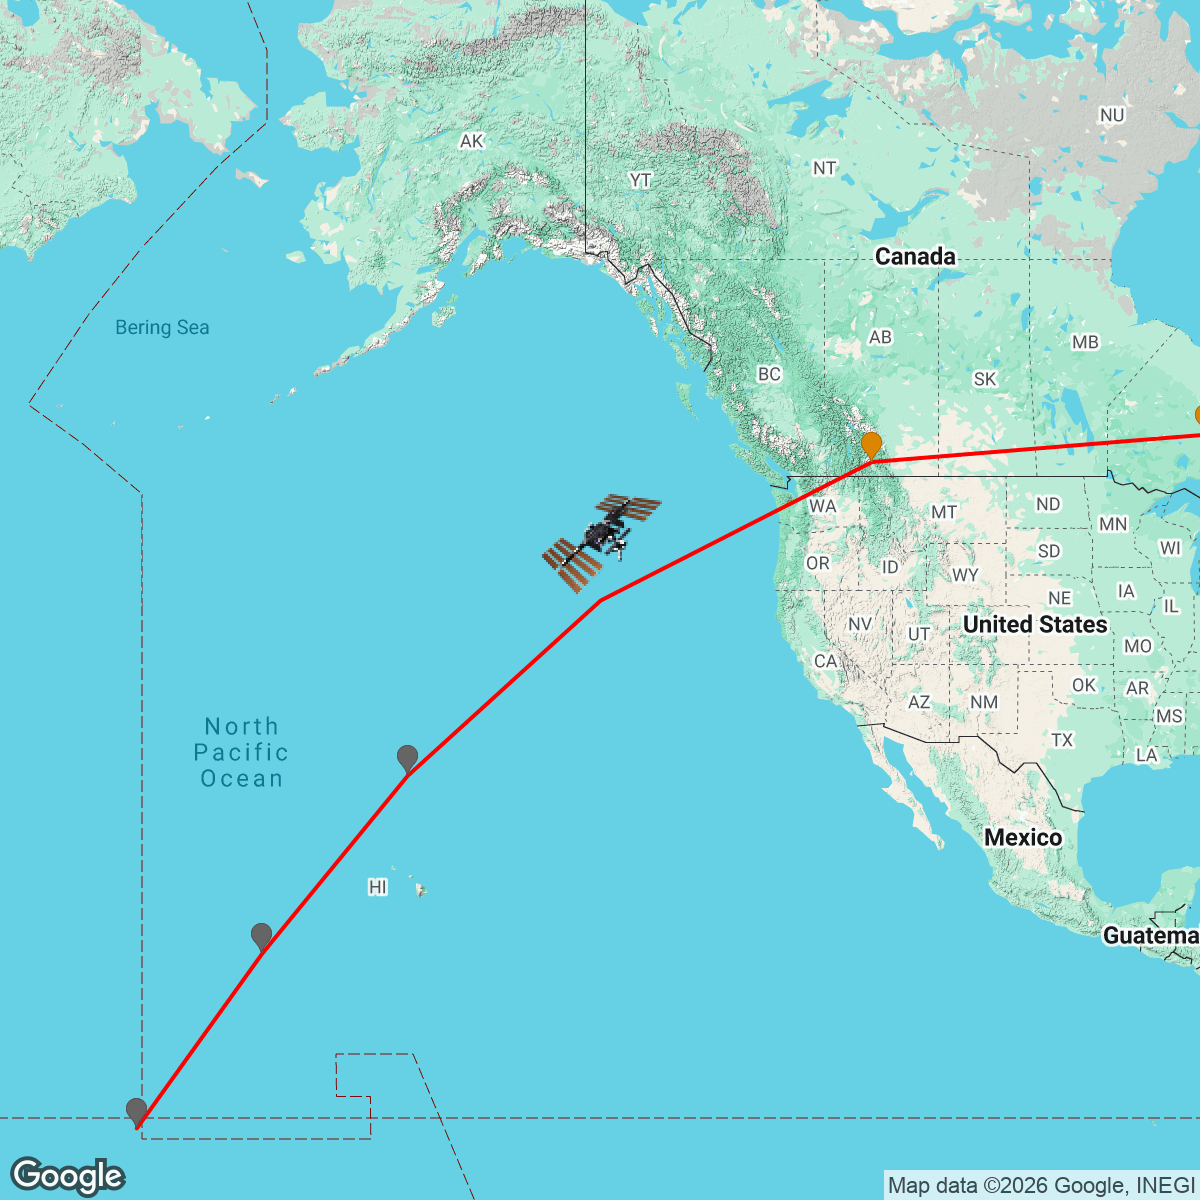 NU
AK
NT
YT
Canada
Bering Sea
AB
MB
BC
SK
WA
MT
ND
MN
WI
OR
ID
WY
SD
NE
IA
IL
NV
UT
United States
MO
CA
OK
AR
AZ
NM
MS
TX
LA
North
Pacific
Ocean
Mexico
HI
Guatema
Google
Map data ©2026 Google, INEGI